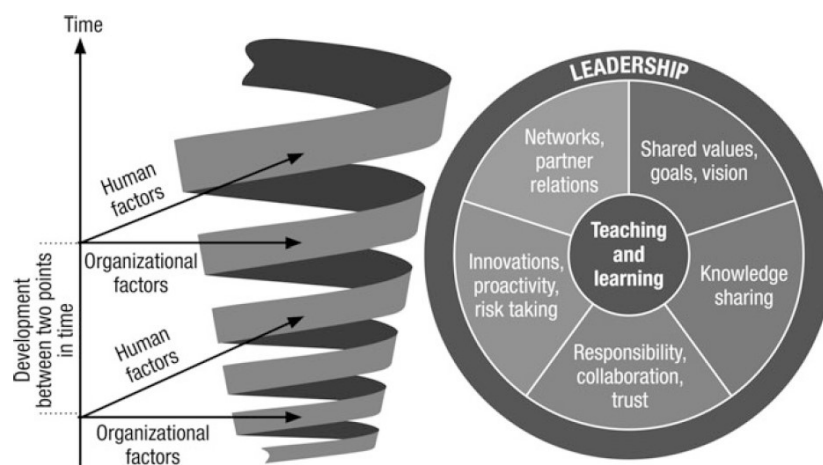 Time
Human
factors
Organizational
factors
Human
factors
Organizational
factors
Development
between two points
in time
LEADERSHIP
Networks,
partner
relations
Shared values,
goals, vision
Teaching
and
learning
Innovations,
proactivity,
risk taking
Knowledge
sharing
Responsibility,
collaboration,
trust